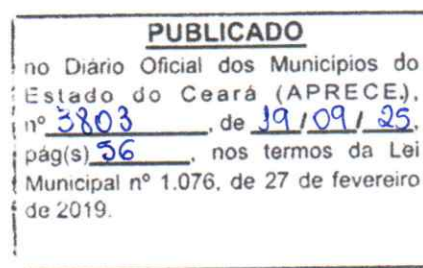 PUBLICADO
no Diário Oficial dos Municípios do
Estado do Ceará (APRECE),
nº 3803, de 19/09/25,
pág(s) 56, nos termos da Lei
Municipal nº 1.076, de 27 de fevereiro
de 2019.